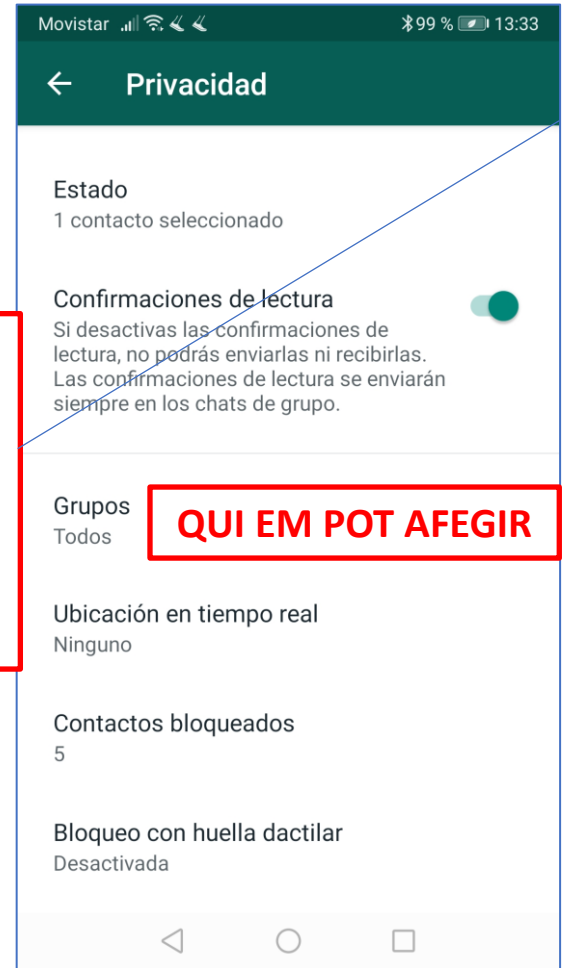 Movistar 99 % 13:33
Privacidad
Estado
1 contacto seleccionado
Confirmaciones de lectura
Si desactivas las confirmaciones de
lectura, no podrás enviarlas ni recibirlas.
Las confirmaciones de lectura se enviarán
siempre en los chats de grupo.
Grupos
Todos
QUI EM POT AFEGIR
Ubicación en tiempo real
Ninguno
Contactos bloqueados
5
Bloqueo con huella dactilar
Desactivada